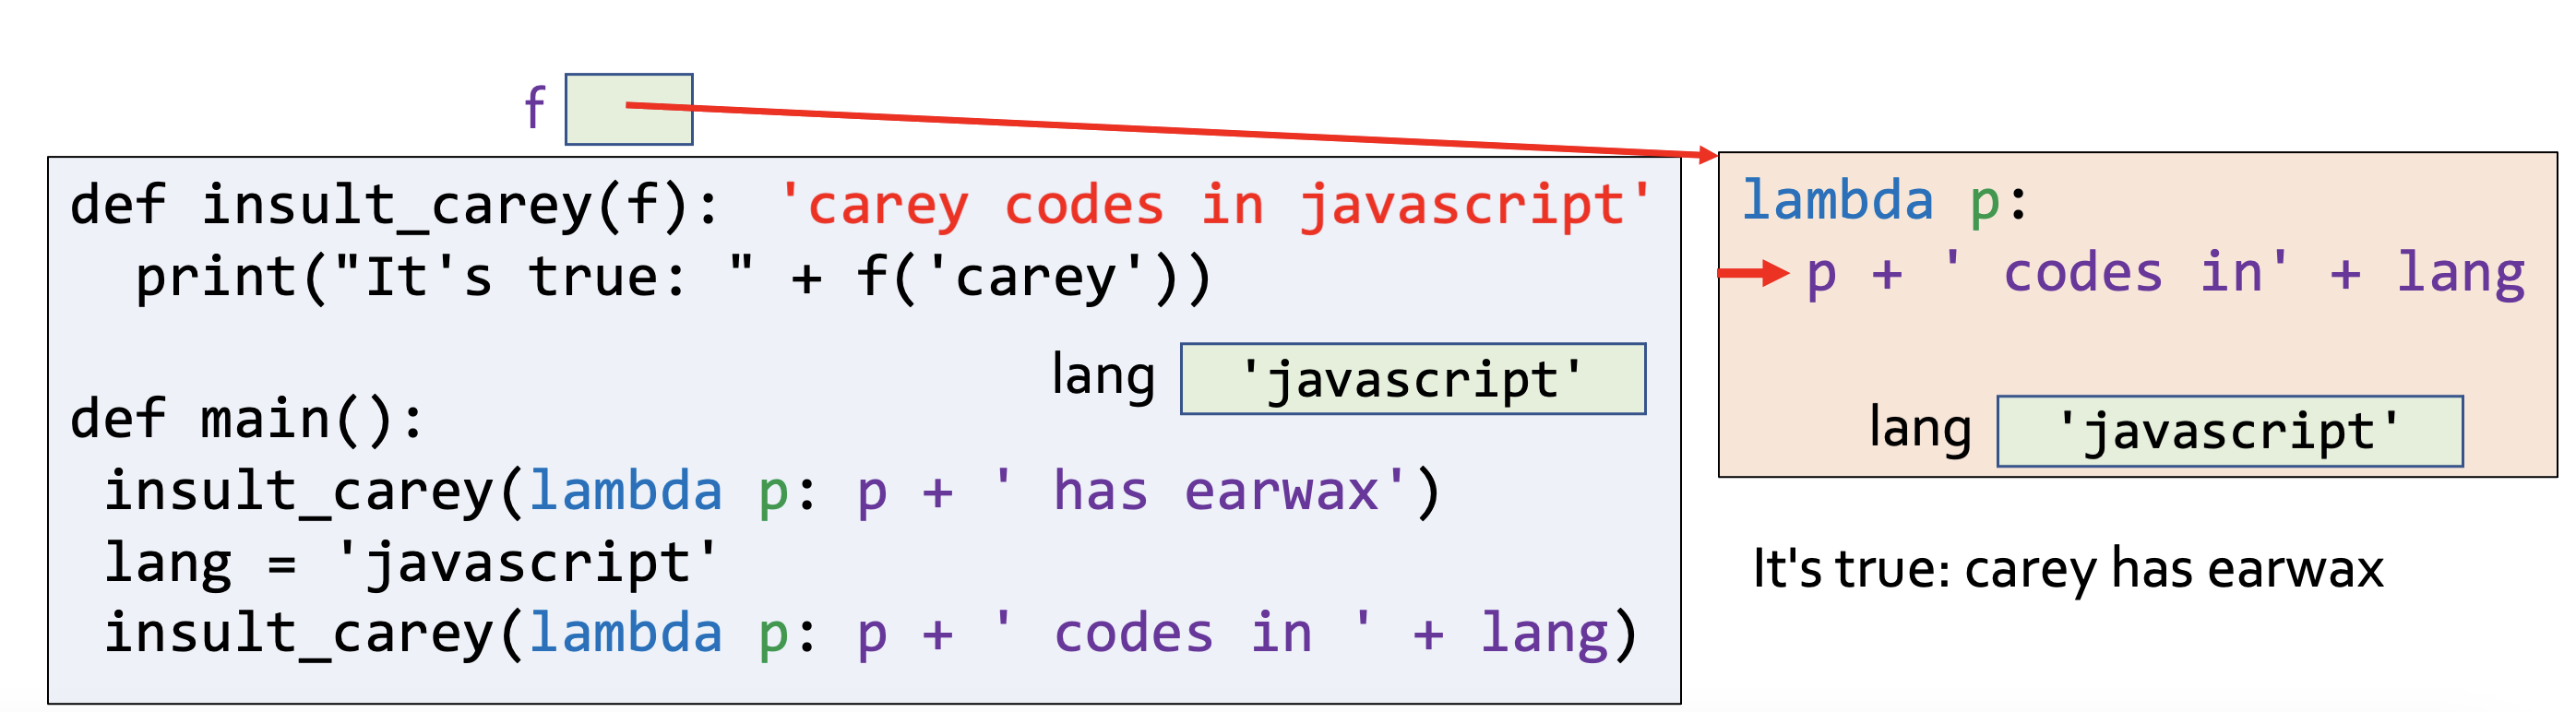 f
def insult_carey(f): 'carey codes in javascript'
print("It's true: " + f('carey'))
lang 'javascript'
def main():
insult_carey(lambda p: p + ' has earwax')
lang = 'javascript'
insult_carey(lambda p: p + ' codes in ' + lang)
lambda p:
p + ' codes in' + lang
lang 'javascript'
It's true: carey has earwax